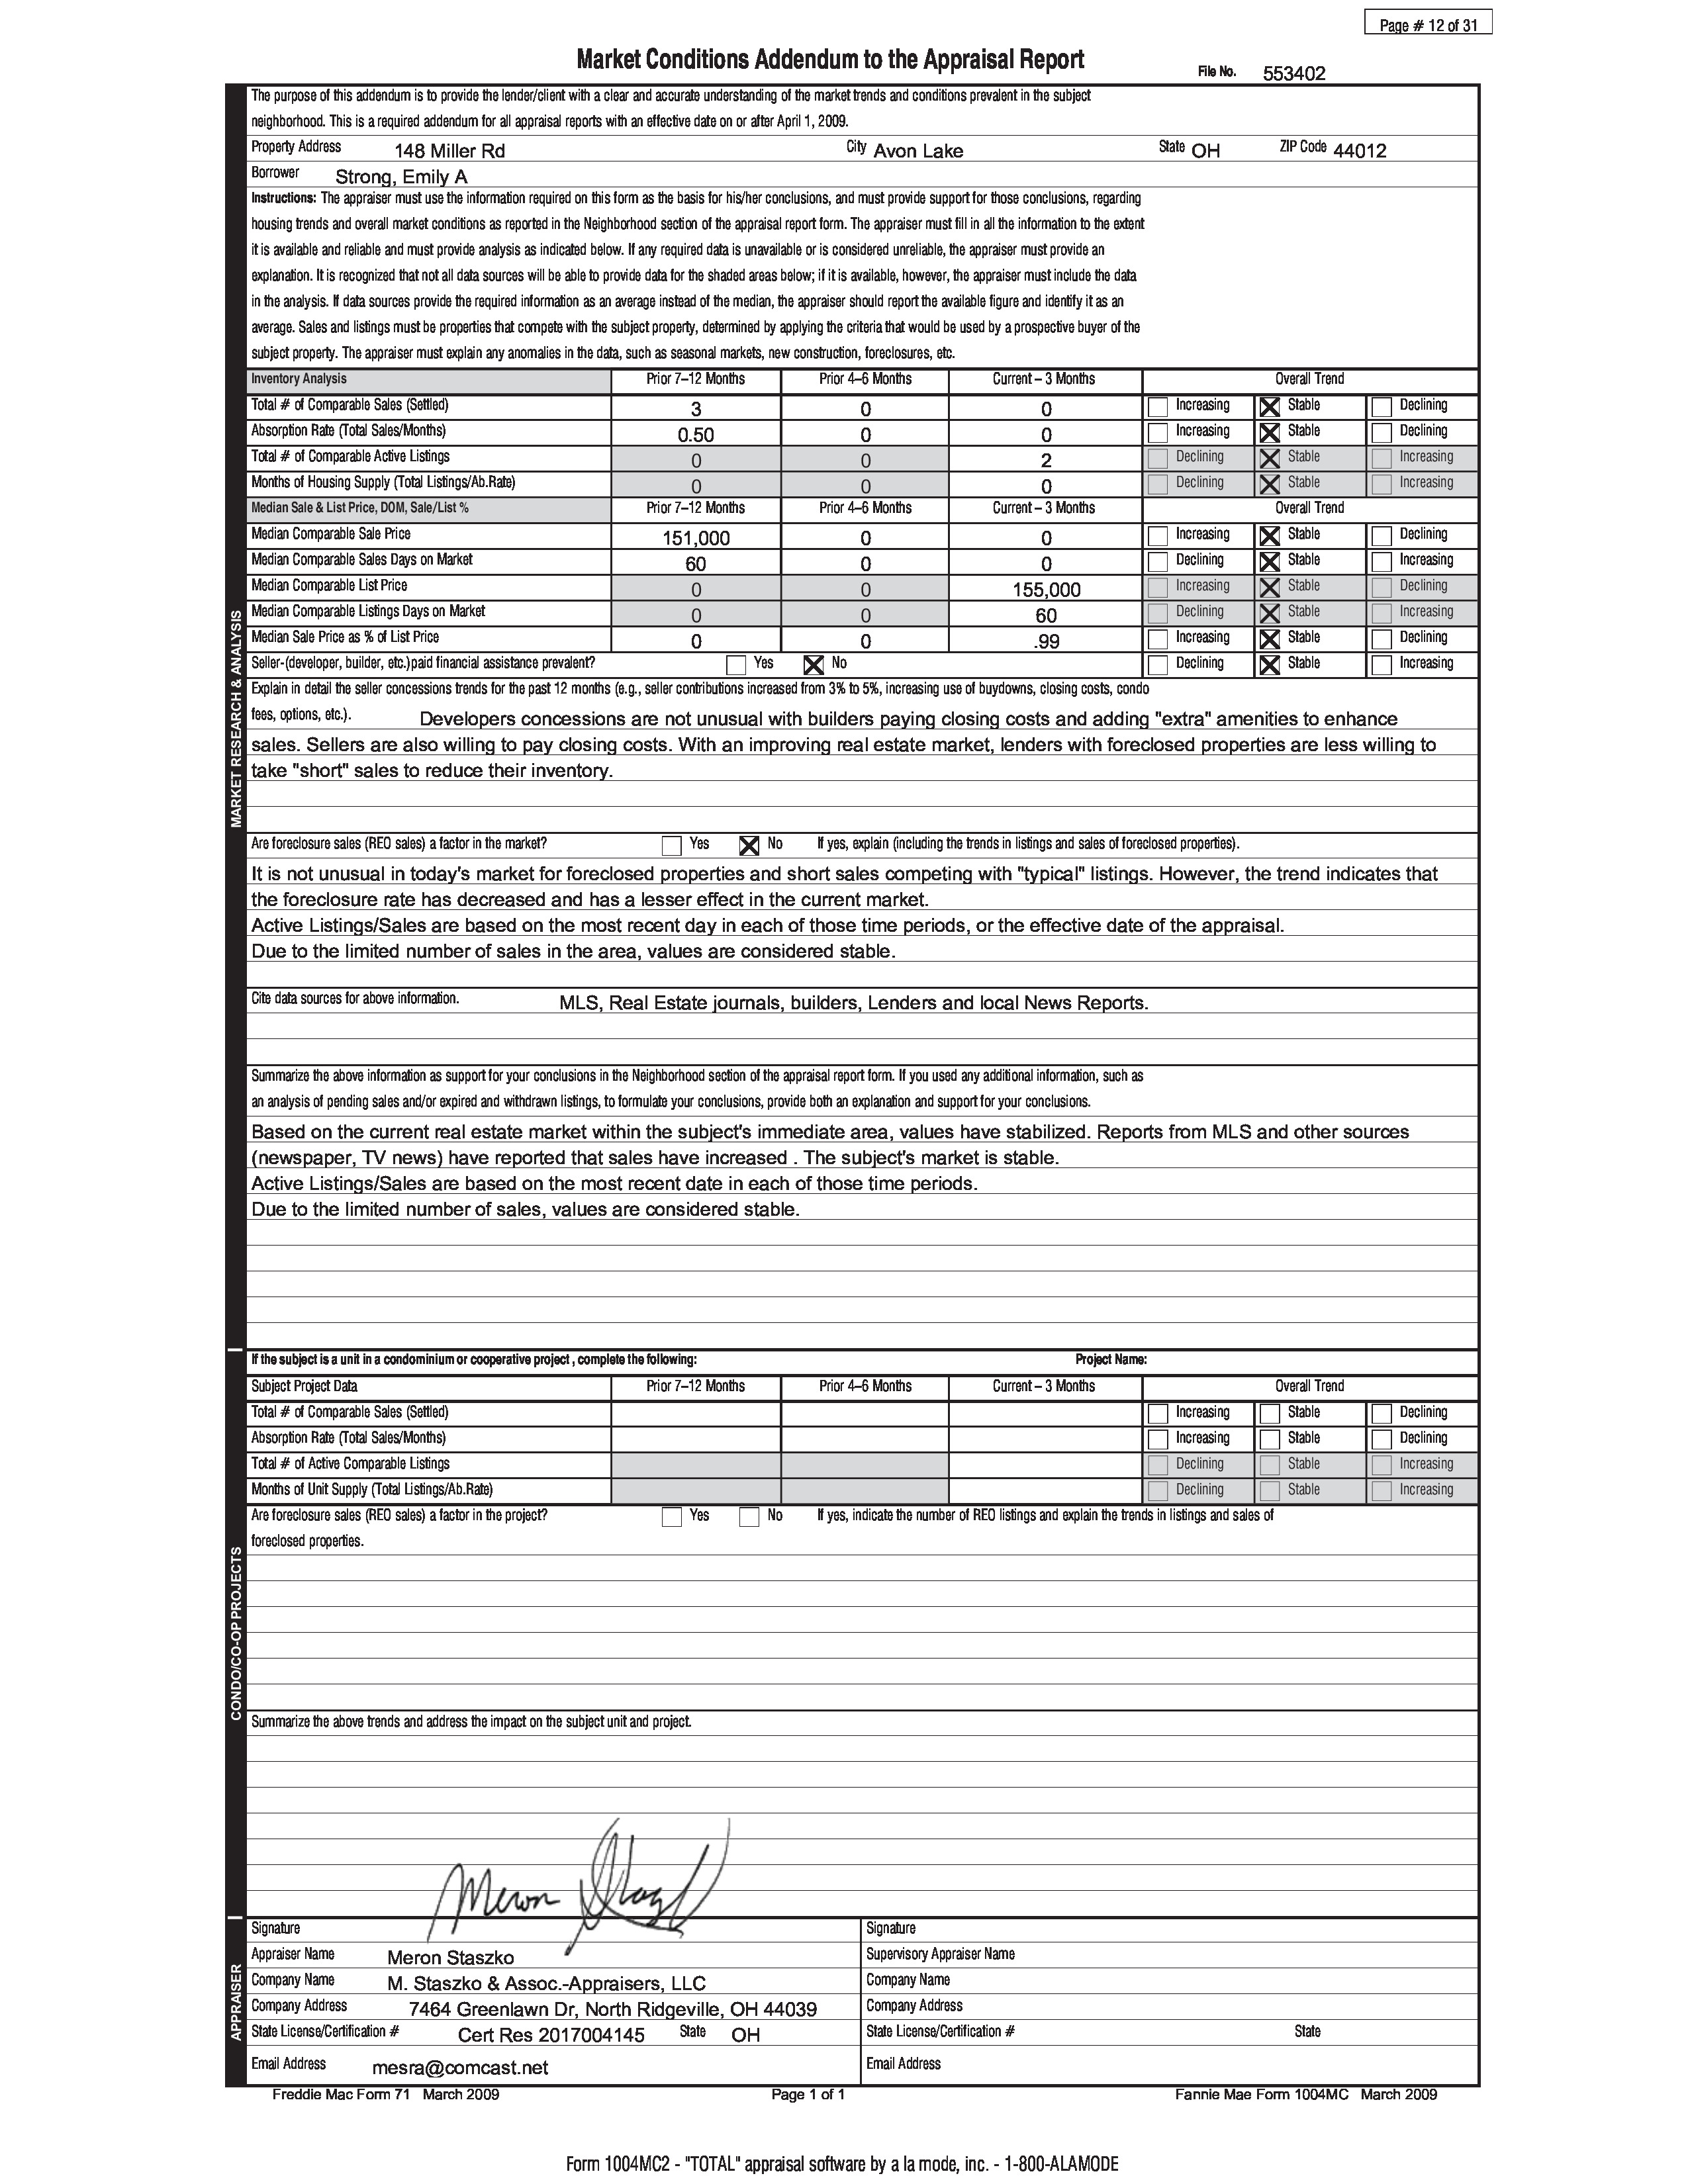 Page # 12 of 31
Market Conditions Addendum to the Appraisal Report
File No. 553402
The purpose of this addendum is to provide the lender/client with a clear and accurate understanding of the market trends and conditions prevalent in the subject
neighborhood. This is a required addendum for all appraisal reports with an effective date on or after April 1, 2009.
Property Address 148 Miller Rd City Avon Lake State OH ZIP Code 44012
Borrower Strong, Emily A
Instructions: The appraiser must use the information required on this form as the basis for his/her conclusions, and must provide support for those conclusions, regarding
housing trends and overall market conditions as reported in the Neighborhood section of the appraisal report form. The appraiser must fill in all the information to the extent
it is available and reliable and must provide analysis as indicated below. If any required data is unavailable or is considered unreliable, the appraiser must provide an
explanation. It is recognized that not all data sources will be able to provide data for the shaded areas below; if it is available, however, the appraiser must include the data
in the analysis. If data sources provide the required information as an average instead of the median, the appraiser should report the available figure and identify it as an
average. Sales and listings must be properties that compete with the subject property, determined by applying the criteria that would be used by a prospective buyer of the
subject property. The appraiser must explain any anomalies in the data, such as seasonal markets, new construction, foreclosures, etc.
Inventory Analysis Prior 7–12 Months Prior 4–6 Months Current – 3 Months Overall Trend
Total # of Comparable Sales (Settled) 3 0 0 Increasing Stable Declining
Absorption Rate (Total Sales/Months) 0.50 0 0 Increasing Stable Declining
Total # of Comparable Active Listings 0 0 2 Declining Stable Increasing
Months of Housing Supply (Total Listings/Ab.Rate) 0 0 0 Declining Stable Increasing
Median Sale & List Price, DOM, Sale/List % Prior 7–12 Months Prior 4–6 Months Current – 3 Months Overall Trend
Median Comparable Sale Price 151,000 0 0 Increasing Stable Declining
Median Comparable Sales Days on Market 60 0 0 Declining Stable Increasing
Median Comparable List Price 0 0 155,000 Increasing Stable Declining
Median Comparable Listings Days on Market 0 0 60 Declining Stable Increasing
Median Sale Price as % of List Price 0 0 .99 Increasing Stable Declining
Seller-(developer, builder, etc.)paid financial assistance prevalent? Yes No Declining Stable Increasing
Explain in detail the seller concessions trends for the past 12 months (e.g., seller contributions increased from 3% to 5%, increasing use of buydowns, closing costs, condo
fees, options, etc.). Developers concessions are not unusual with builders paying closing costs and adding "extra" amenities to enhance
sales. Sellers are also willing to pay closing costs. With an improving real estate market, lenders with foreclosed properties are less willing to
take "short" sales to reduce their inventory.
Are foreclosure sales (REO sales) a factor in the market? Yes No If yes, explain (including the trends in listings and sales of foreclosed properties).
It is not unusual in today's market for foreclosed properties and short sales competing with "typical" listings. However, the trend indicates that
the foreclosure rate has decreased and has a lesser effect in the current market.
Active Listings/Sales are based on the most recent day in each of those time periods, or the effective date of the appraisal.
Due to the limited number of sales in the area, values are considered stable.
Cite data sources for above information. MLS, Real Estate journals, builders, Lenders and local News Reports.
Summarize the above information as support for your conclusions in the Neighborhood section of the appraisal report form. If you used any additional information, such as
an analysis of pending sales and/or expired and withdrawn listings, to formulate your conclusions, provide both an explanation and support for your conclusions.
Based on the current real estate market within the subject's immediate area, values have stabilized. Reports from MLS and other sources
(newspaper, TV news) have reported that sales have increased . The subject's market is stable.
Active Listings/Sales are based on the most recent date in each of those time periods.
Due to the limited number of sales, values are considered stable.
MARKET RESEARCH & ANALYSIS
If the subject is a unit in a condominium or cooperative project , complete the following: Project Name:
Subject Project Data Prior 7–12 Months Prior 4–6 Months Current – 3 Months Overall Trend
Total # of Comparable Sales (Settled) Increasing Stable Declining
Absorption Rate (Total Sales/Months) Increasing Stable Declining
Total # of Active Comparable Listings Declining Stable Increasing
Months of Unit Supply (Total Listings/Ab.Rate) Declining Stable Increasing
Are foreclosure sales (REO sales) a factor in the project? Yes No If yes, indicate the number of REO listings and explain the trends in listings and sales of
foreclosed properties.
CONDO/CO-OP PROJECTS
Summarize the above trends and address the impact on the subject unit and project.
Signature Signature
Appraiser Name Meron Staszko Supervisory Appraiser Name
Company Name M. Staszko & Assoc.-Appraisers, LLC Company Name
Company Address 7464 Greenlawn Dr, North Ridgeville, OH 44039 Company Address
State License/Certification # Cert Res 2017004145 State OH State License/Certification # State
Email Address mesra@comcast.net Email Address
APPRAISER
Freddie Mac Form 71 March 2009 Page 1 of 1 Fannie Mae Form 1004MC March 2009
Form 1004MC2 - "TOTAL" appraisal software by a la mode, inc. - 1-800-ALAMODE